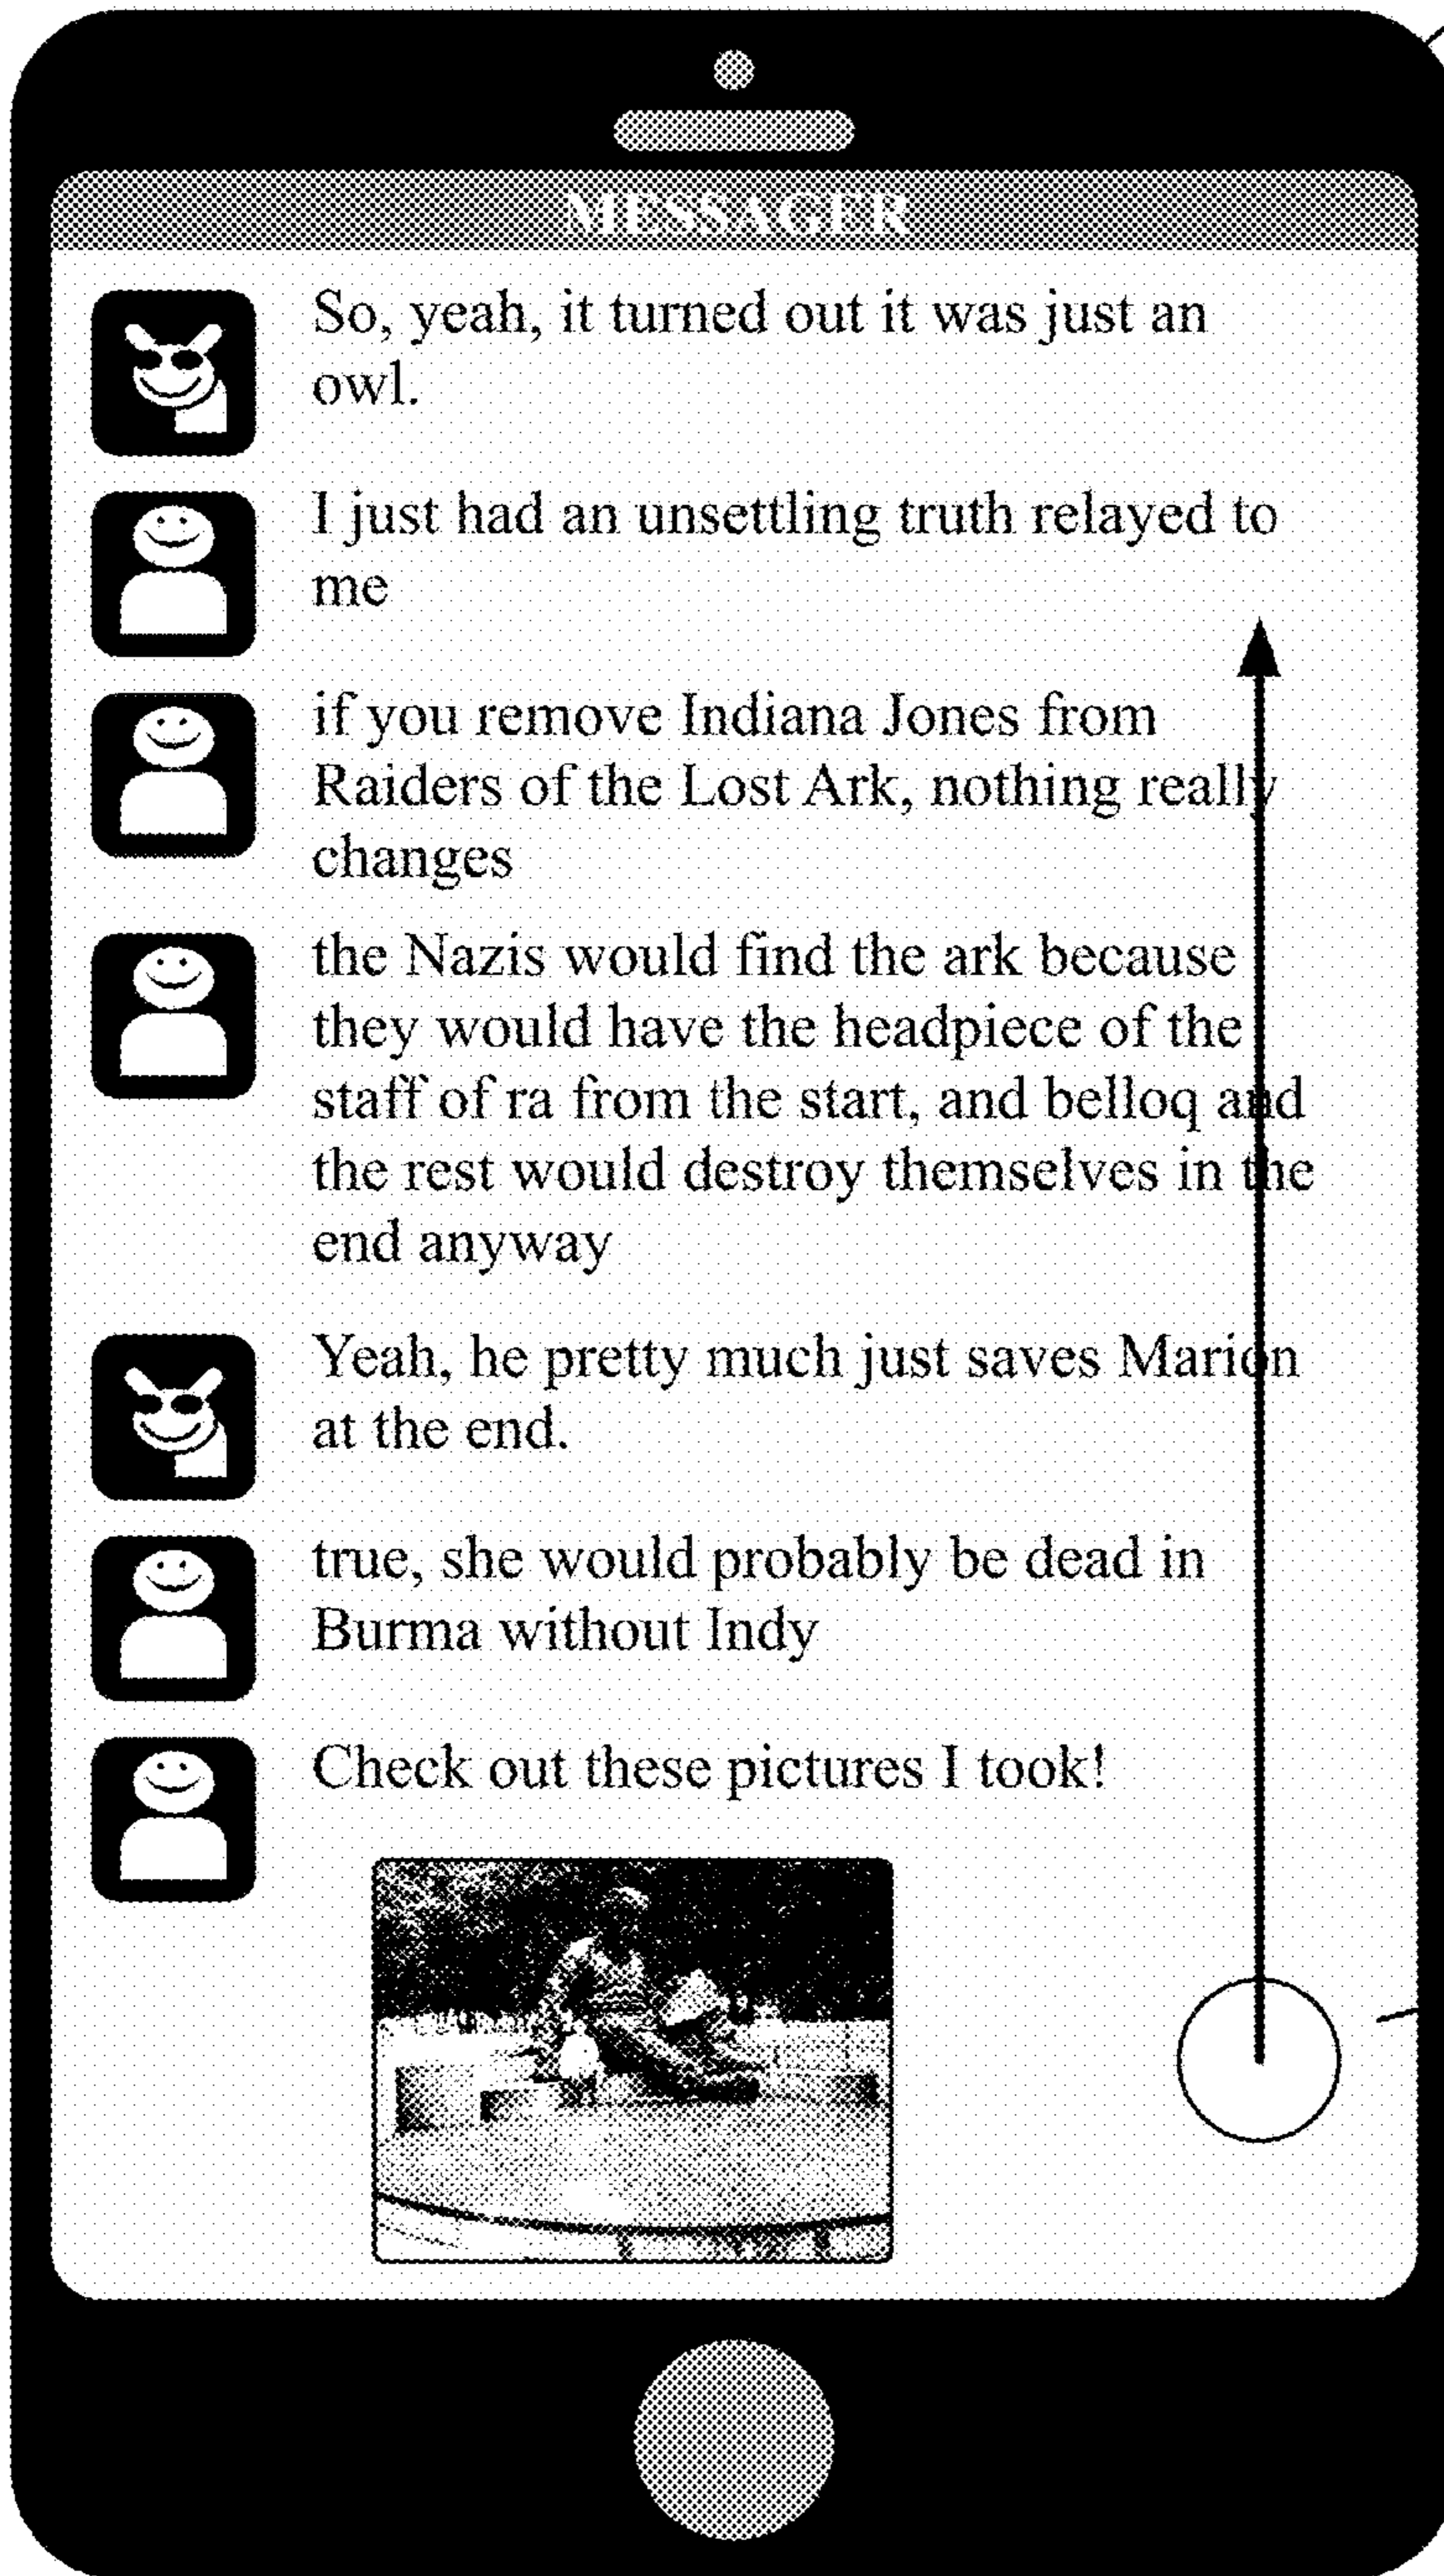 MESSAGER
So, yeah, it turned out it was just an
owl.
I just had an unsettling truth relayed to
me
if you remove Indiana Jones from
Raiders of the Lost Ark, nothing really
changes
the Nazis would find the ark because
they would have the headpiece of the
staff of ra from the start, and belloq and
the rest would destroy themselves in the
end anyway
Yeah, he pretty much just saves Marion
at the end.
true, she would probably be dead in
Burma without Indy
Check out these pictures I took!